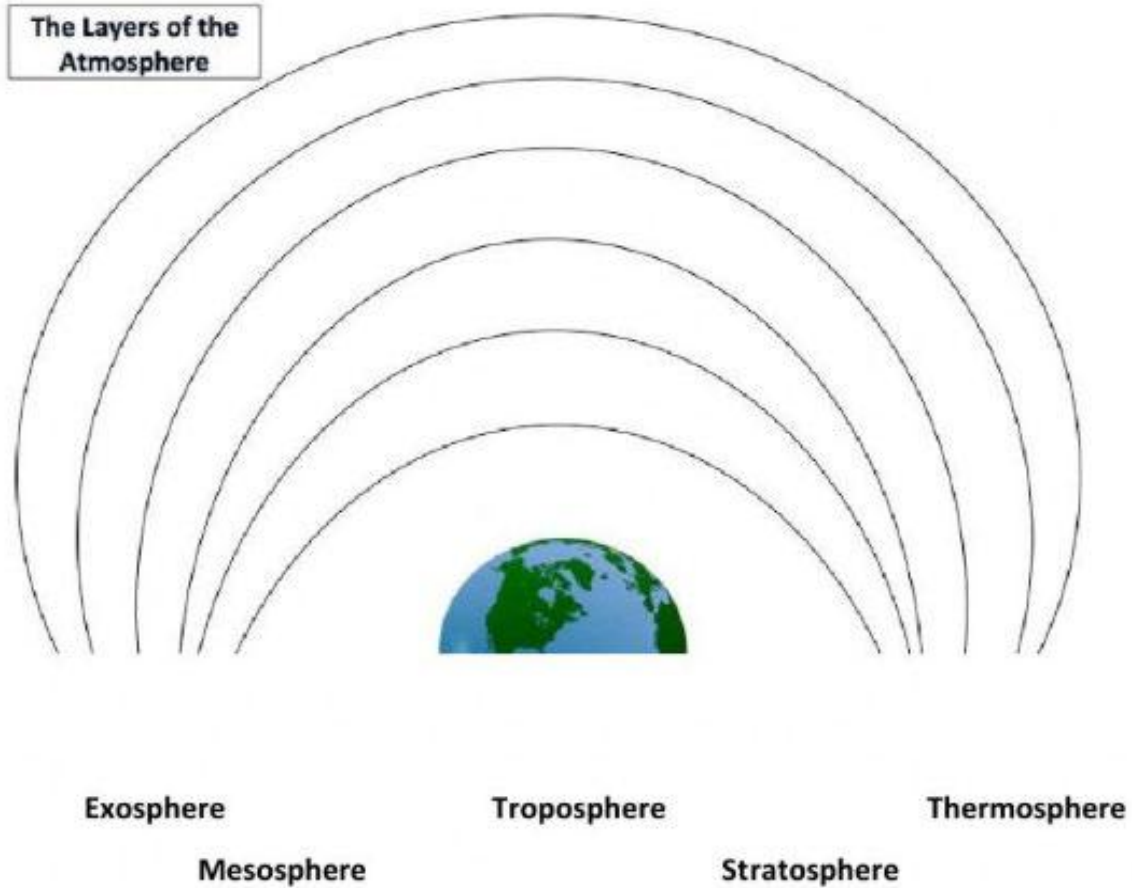 The Layers of the
Atmosphere
Exosphere
Troposphere
Thermosphere
Mesosphere
Stratosphere